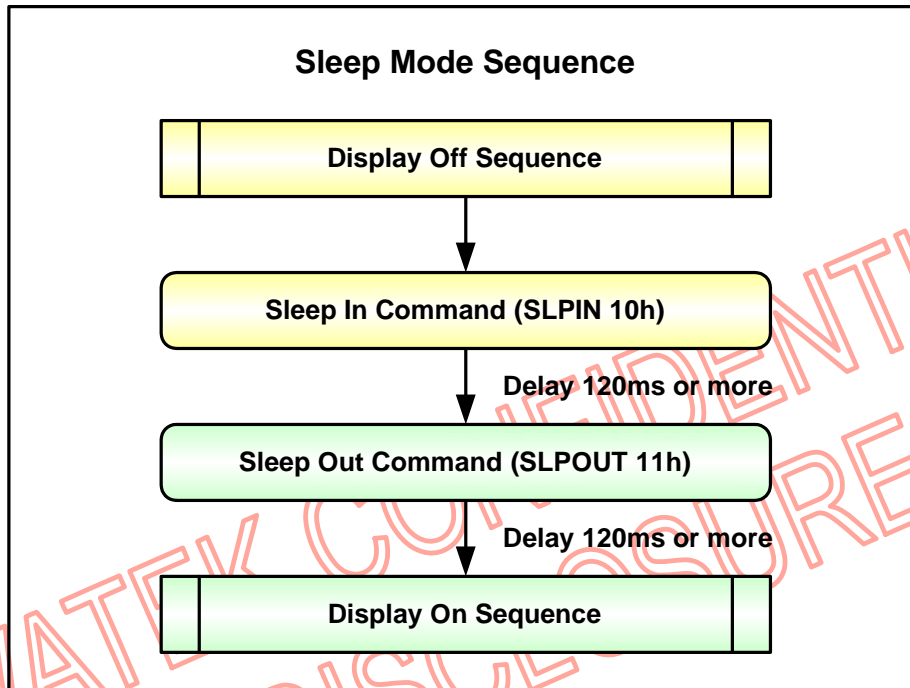 Sleep Mode Sequence
Display Off Sequence
Sleep In Command (SLPIN 10h)
Delay 120ms or more
Sleep Out Command (SLPOUT 11h)
Delay 120ms or more
Display On Sequence